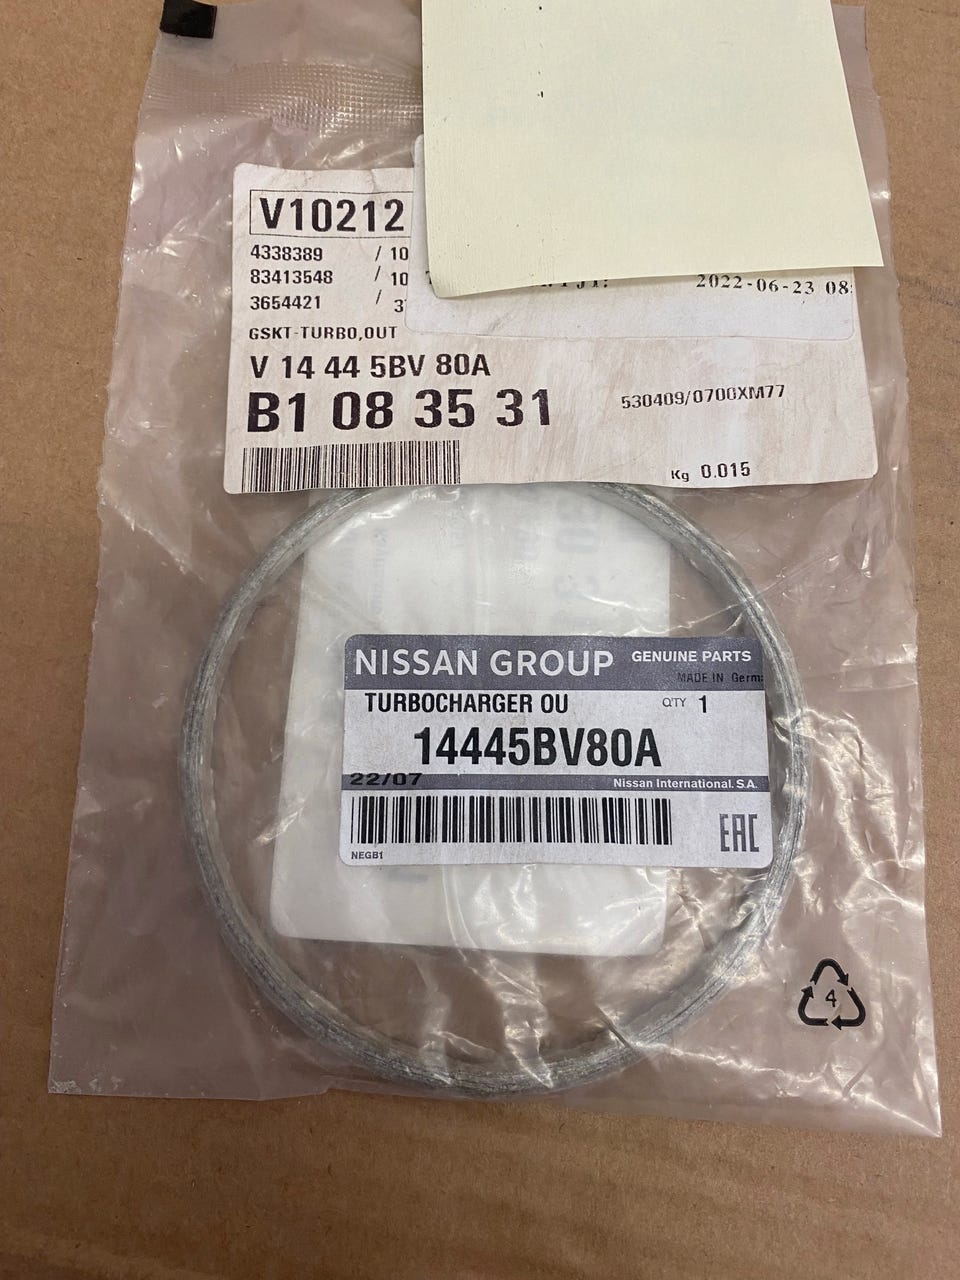 V10212
4338389 / 10
83413548 / 10
3654421 /
2022-06-23 08:
GSKT-TURBO,OUT
V 14 44 5BV 80A
B1 08 35 31
530409/0700XM77
Kg 0.015
NISSAN GROUP GENUINE PARTS
MADE IN Germ
TURBOCHARGER OU QTY 1
14445BV80A
22/07 Nissan International. S.A.
EAC
NEGB1
4